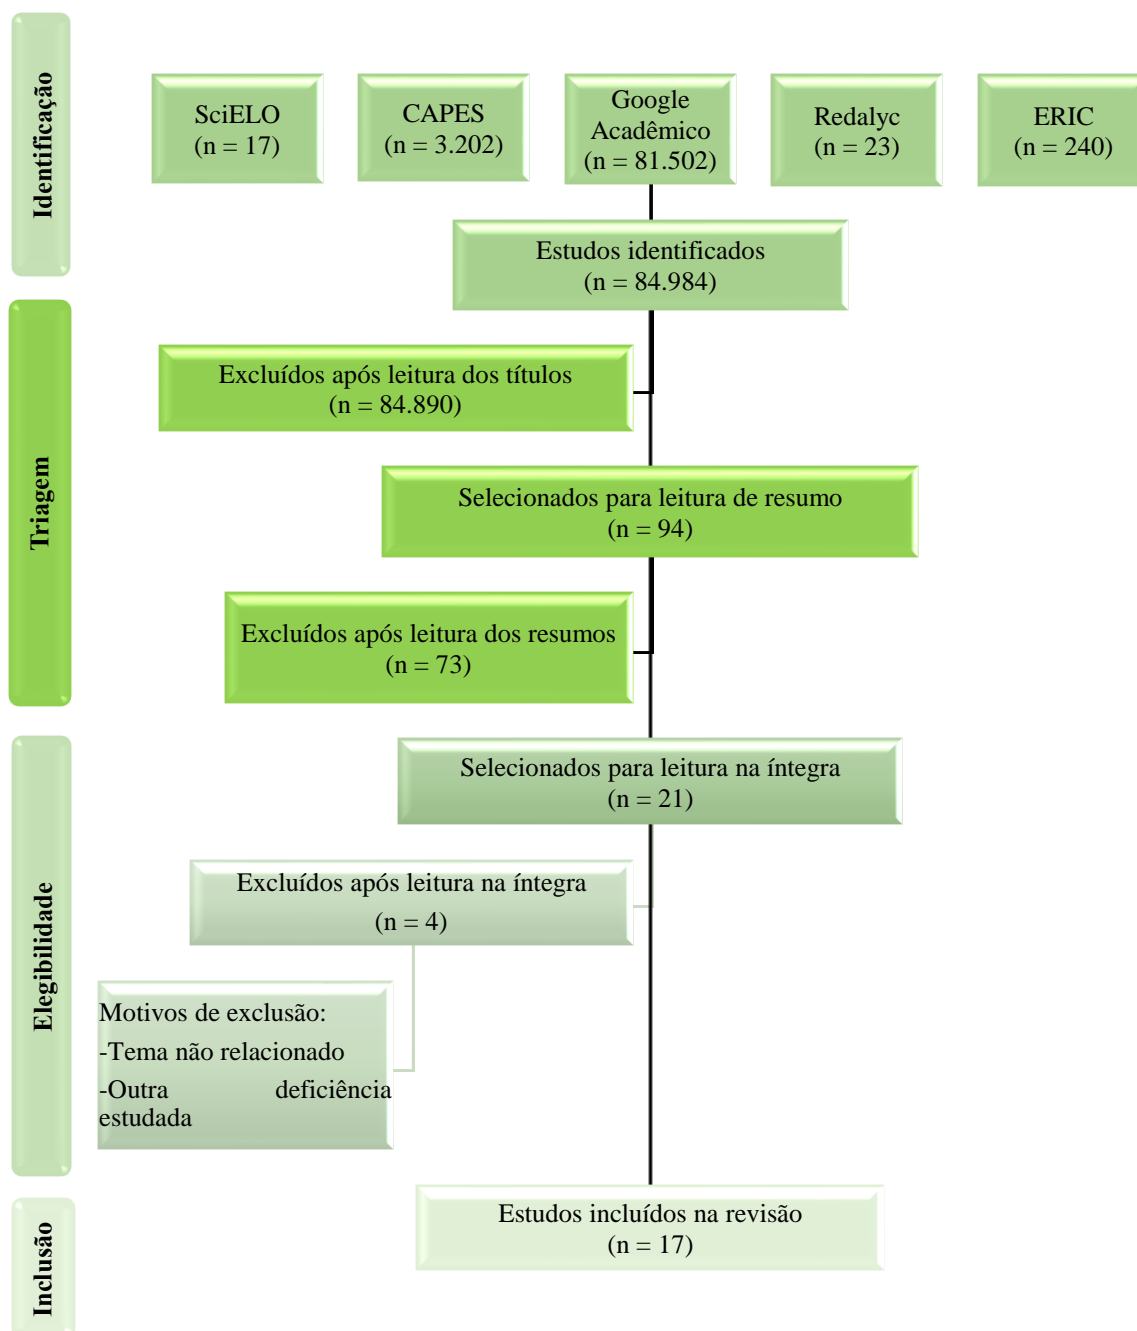 Identificação
SciELO
(n = 17)
CAPES
(n = 3.202)
Google
Acadêmico
(n = 81.502)
Redalyc
(n = 23)
ERIC
(n = 240)
Estudos identificados
(n = 84.984)
Triagem
Excluídos após leitura dos títulos
(n = 84.890)
Selecionados para leitura de resumo
(n = 94)
Excluídos após leitura dos resumos
(n = 73)
Elegibilidade
Selecionados para leitura na íntegra
(n = 21)
Excluídos após leitura na íntegra
(n = 4)
Motivos de exclusão:
-Tema não relacionado
-Outra deficiência
estudada
Inclusão
Estudos incluídos na revisão
(n = 17)